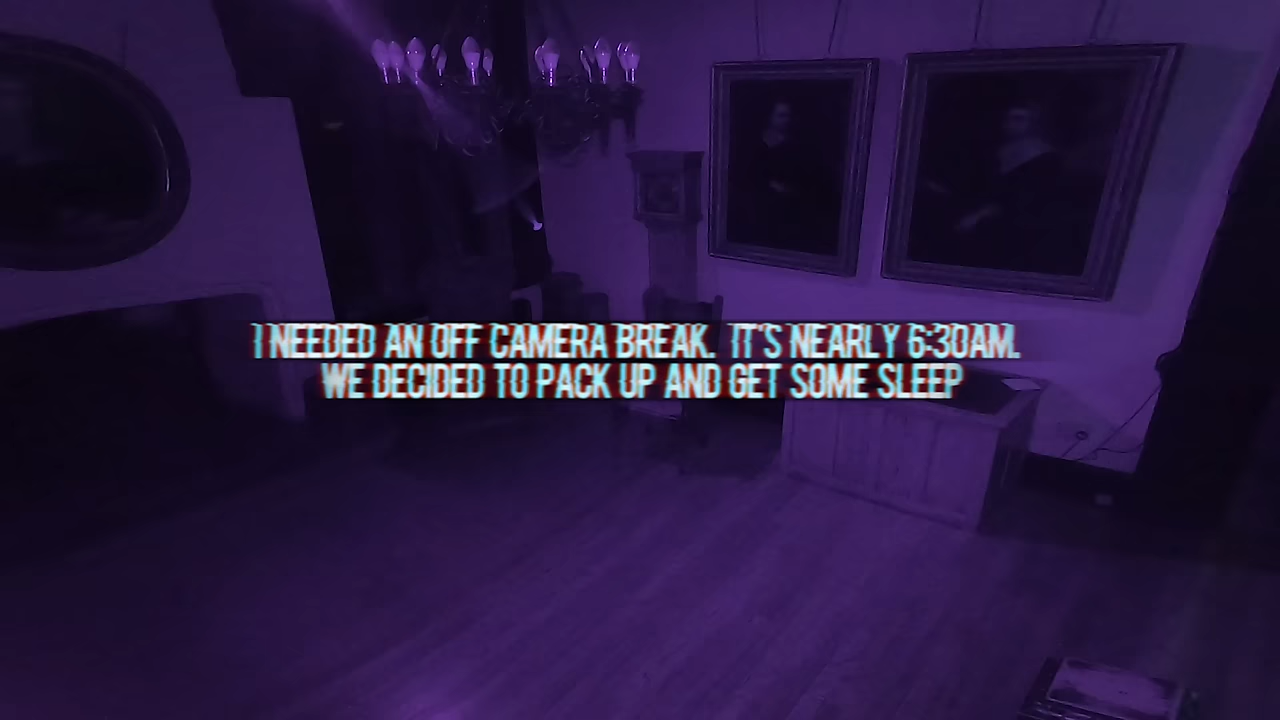 I NEEDED AN OFF CAMERA BREAK. IT'S NEARLY 6:30AM.
WE DECIDED TO PACK UP AND GET SOME SLEEP